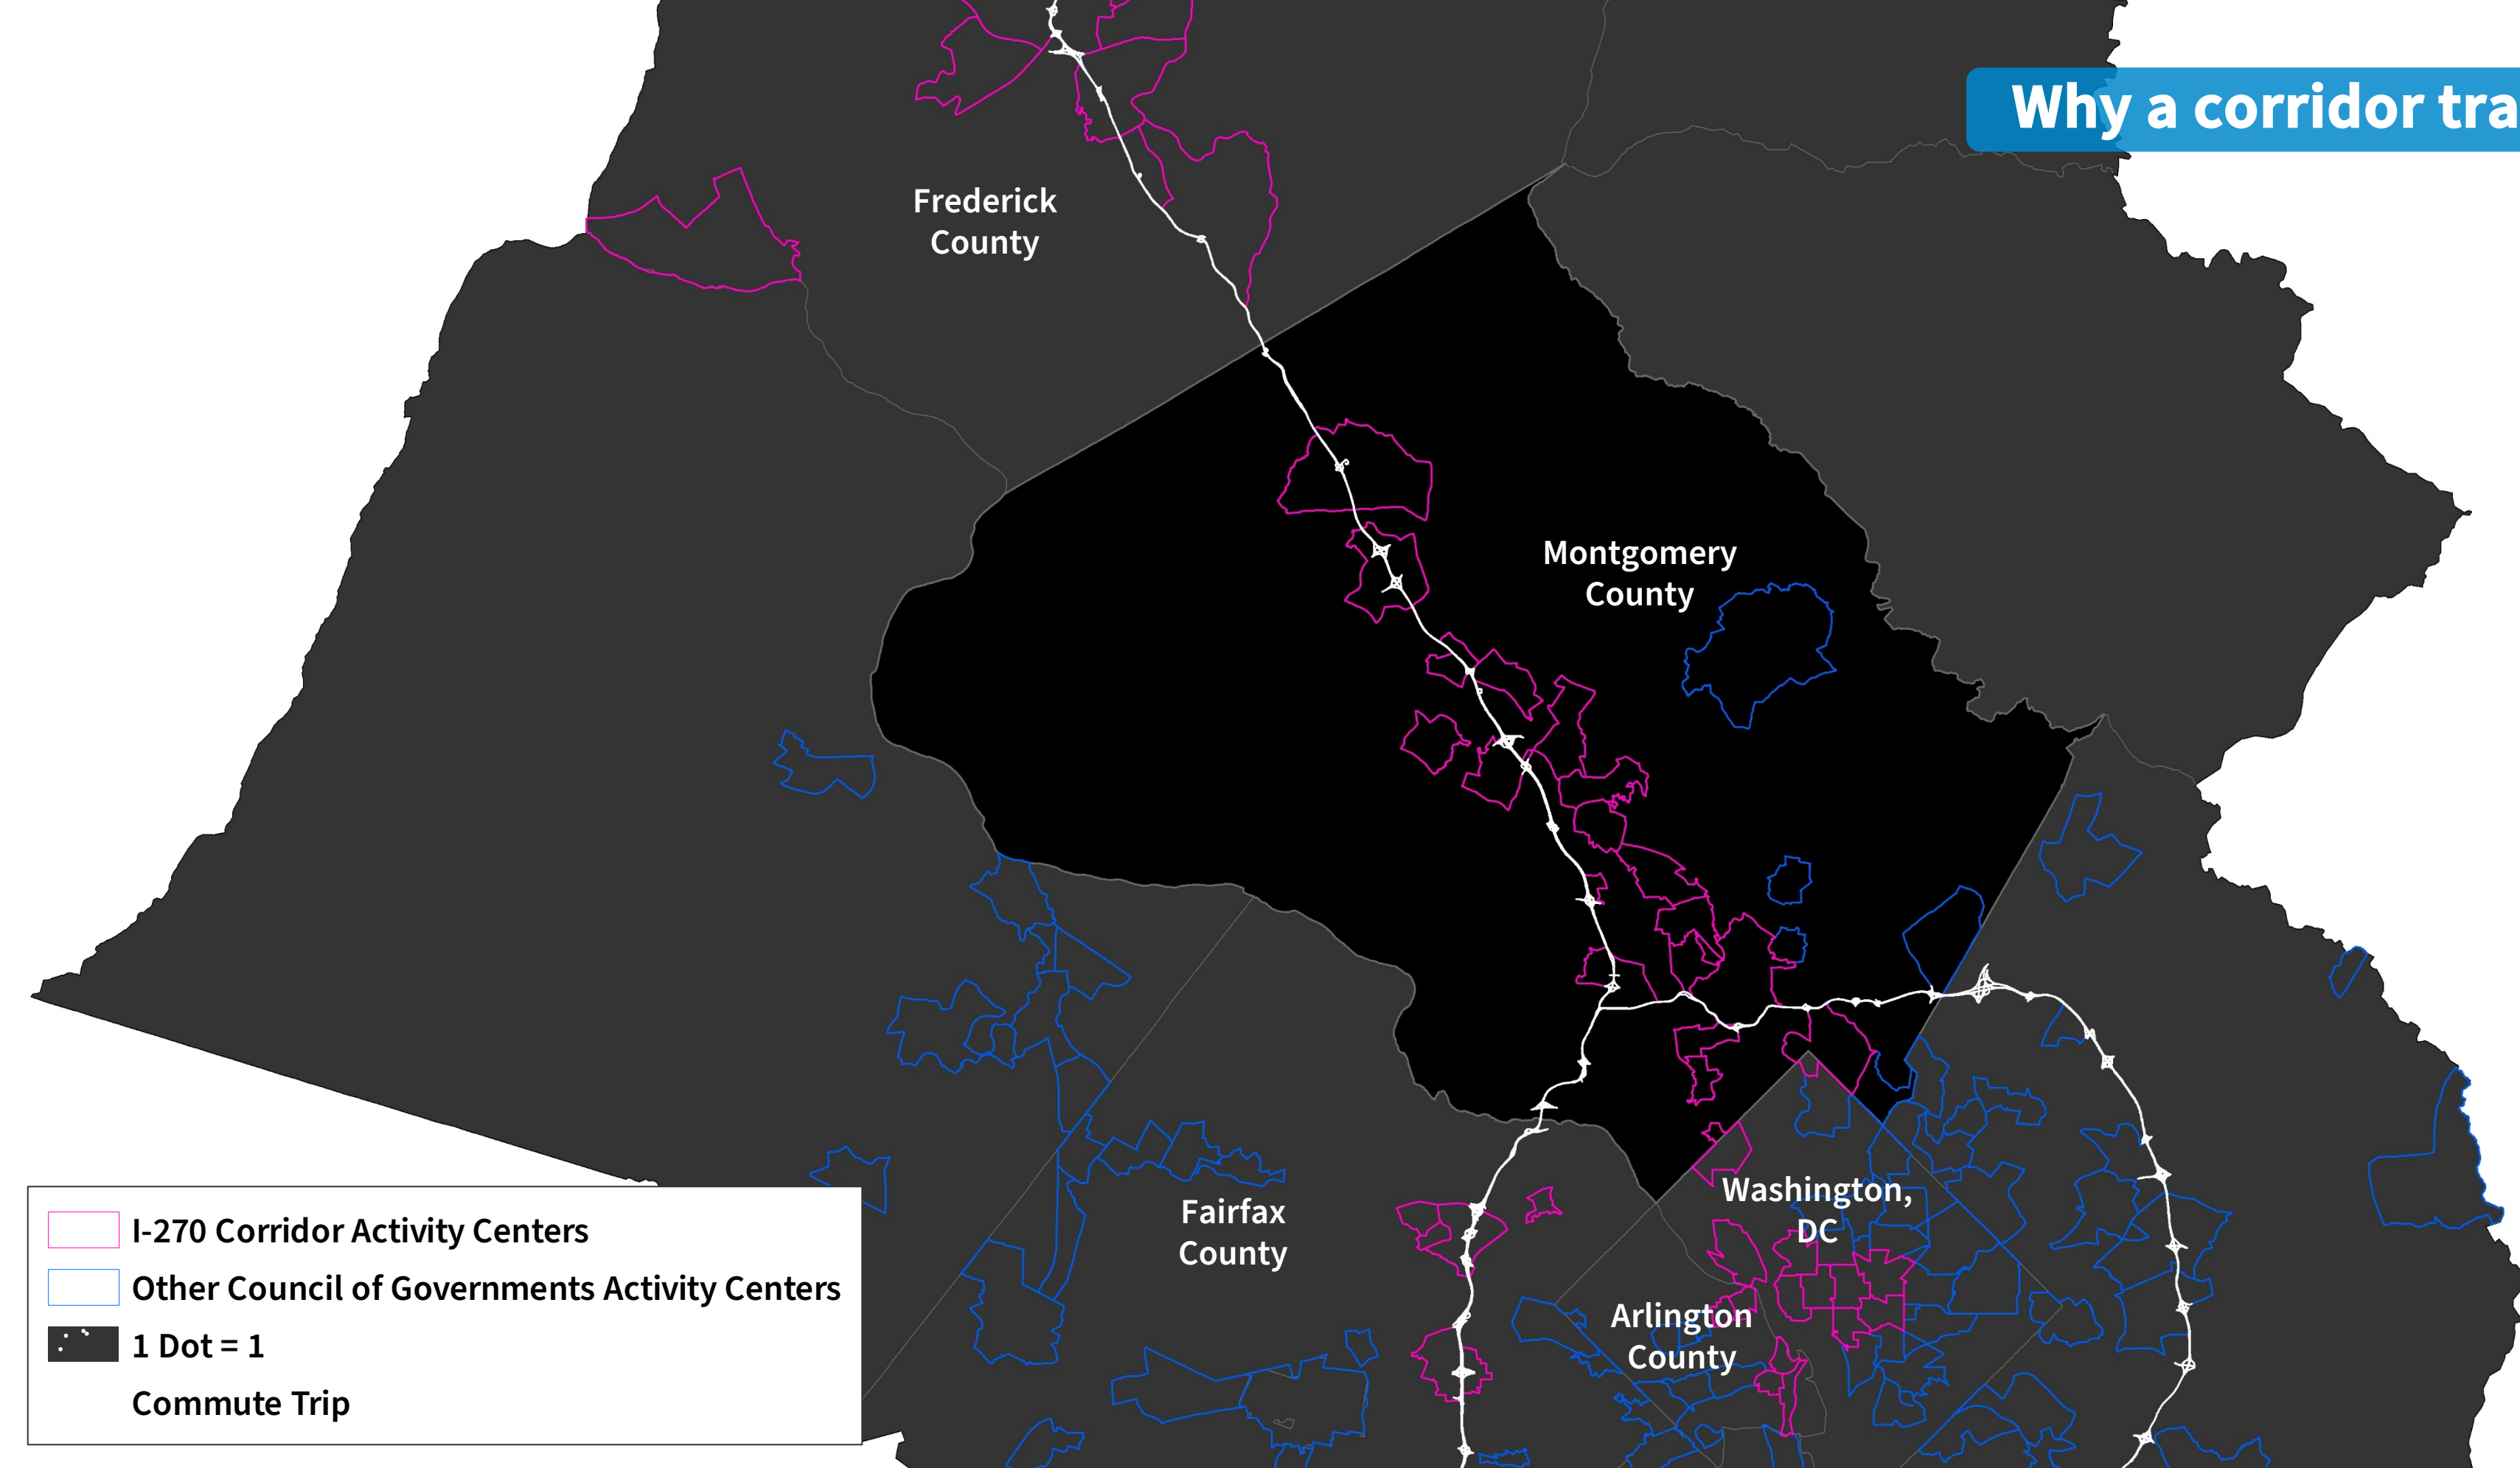 Why a corridor tra
Frederick
County
Montgomery
County
Washington,
DC
Fairfax
County
Arlington
County
I-270 Corridor Activity Centers
Other Council of Governments Activity Centers
1 Dot = 1
Commute Trip